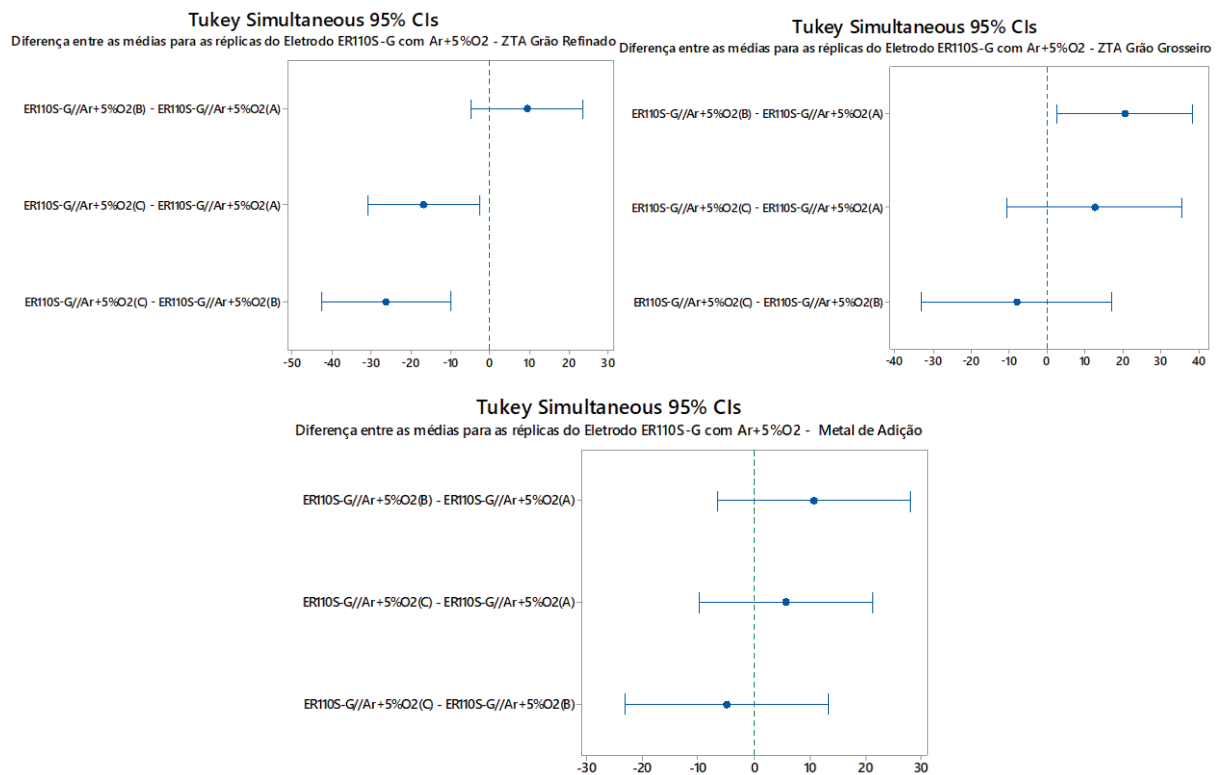 Tukey Simultaneous 95% CIs
Diferença entre as médias para as réplicas do Eletrodo ER110S-G com Ar+5%O2 - ZTA Grão Refinado
ER110S-G//Ar+5%O2(B) - ER110S-G//Ar+5%O2(A)
ER110S-G//Ar+5%O2(C) - ER110S-G//Ar+5%O2(A)
ER110S-G//Ar+5%O2(C) - ER110S-G//Ar+5%O2(B)
-50 -40 -30 -20 -10 0 10 20 30
Tukey Simultaneous 95% CIs
Diferença entre as médias para as réplicas do Eletrodo ER110S-G com Ar+5%O2 - ZTA Grão Grosseiro
ER110S-G//Ar+5%O2(B) - ER110S-G//Ar+5%O2(A)
ER110S-G//Ar+5%O2(C) - ER110S-G//Ar+5%O2(A)
ER110S-G//Ar+5%O2(C) - ER110S-G//Ar+5%O2(B)
-40 -30 -20 -10 0 10 20 30 40
Tukey Simultaneous 95% CIs
Diferença entre as médias para as réplicas do Eletrodo ER110S-G com Ar+5%O2 - Metal de Adição
ER110S-G//Ar+5%O2(B) - ER110S-G//Ar+5%O2(A)
ER110S-G//Ar+5%O2(C) - ER110S-G//Ar+5%O2(A)
ER110S-G//Ar+5%O2(C) - ER110S-G//Ar+5%O2(B)
-30 -20 -10 0 10 20 30